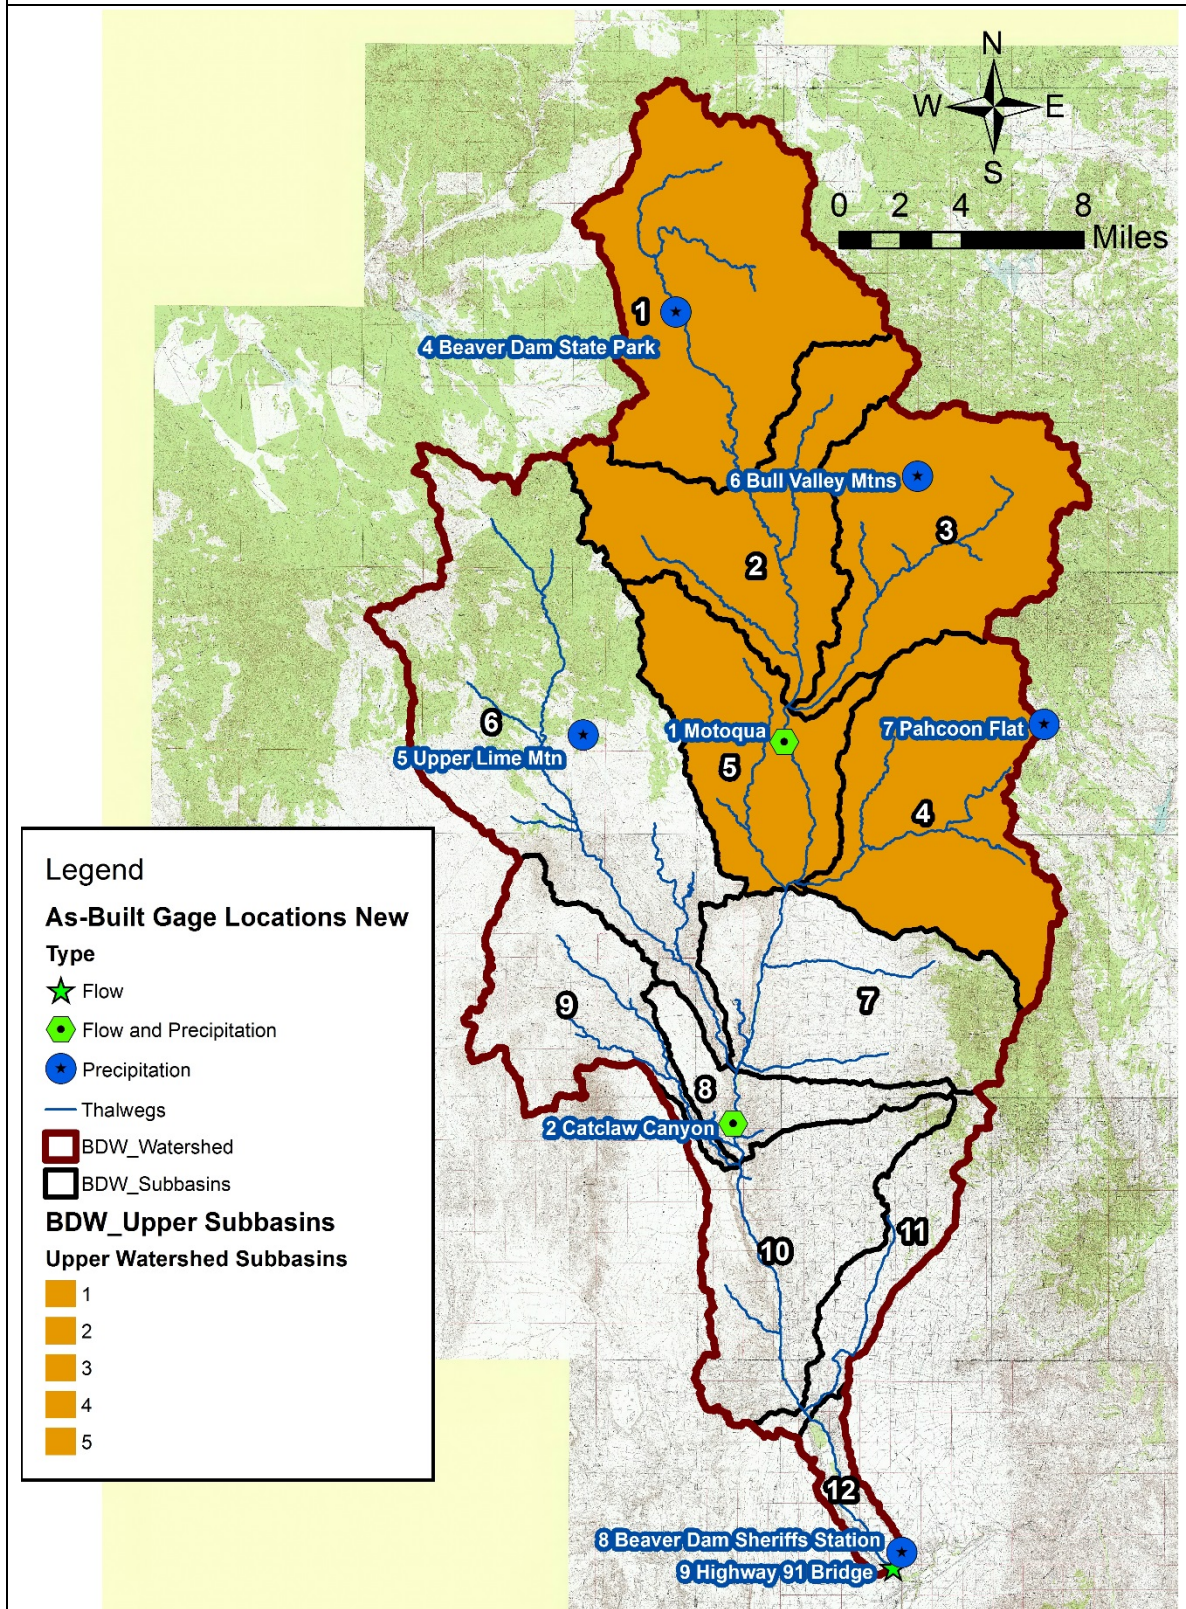 N
W E
S
0 2 4 8
Miles
1
4 Beaver Dam State Park
6 Bull Valley Mtns
3
2
6
1 Motoqua
7 Pahcoon Flat
5 Upper Lime Mtn
5
4
Legend
As-Built Gage Locations New
Type
Flow
Flow and Precipitation
Precipitation
Thalwegs
BDW_Watershed
BDW_Subbasins
BDW_Upper Subbasins
Upper Watershed Subbasins
1
2
3
4
5
9
7
8
2 Catclaw Canyon
11
10
12
8 Beaver Dam Sheriffs Station
9 Highway 91 Bridge